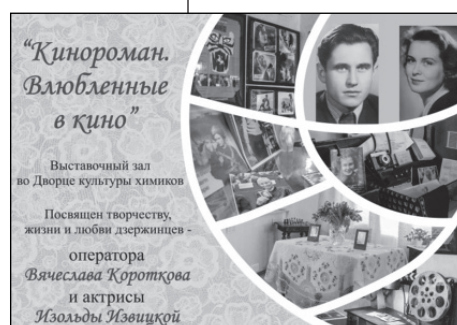 “Кинороман.
Влюбленные
в кино”
Выставочный зал
во Дворце культуры химиков
Посвящен творчеству,
жизни и любви дзержинцев -
оператора
Вячеслава Короткова
и актрисы
Изольды Извицкой